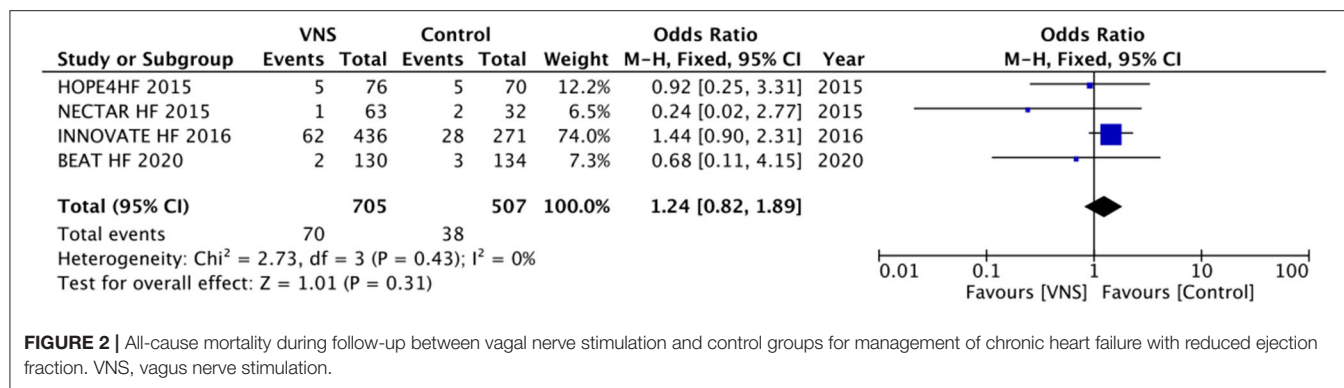 VNS Control Odds Ratio Odds Ratio
Study or Subgroup Events Total Events Total Weight M-H, Fixed, 95% CI Year M-H, Fixed, 95% CI
HOPE4HF 2015 5 76 5 70 12.2% 0.92 [0.25, 3.31] 2015
NECTAR HF 2015 1 63 2 32 6.5% 0.24 [0.02, 2.77] 2015
INNOVATE HF 2016 62 436 28 271 74.0% 1.44 [0.90, 2.31] 2016
BEAT HF 2020 2 130 3 134 7.3% 0.68 [0.11, 4.15] 2020
Total (95% CI) 705 507 100.0% 1.24 [0.82, 1.89]
Total events 70 38
Heterogeneity: Chi² = 2.73, df = 3 (P = 0.43); I² = 0%
Test for overall effect: Z = 1.01 (P = 0.31)
0.01 0.1 1 10 100
Favours [VNS] Favours [Control]
FIGURE 2 | All-cause mortality during follow-up between vagal nerve stimulation and control groups for management of chronic heart failure with reduced ejection
fraction. VNS, vagus nerve stimulation.